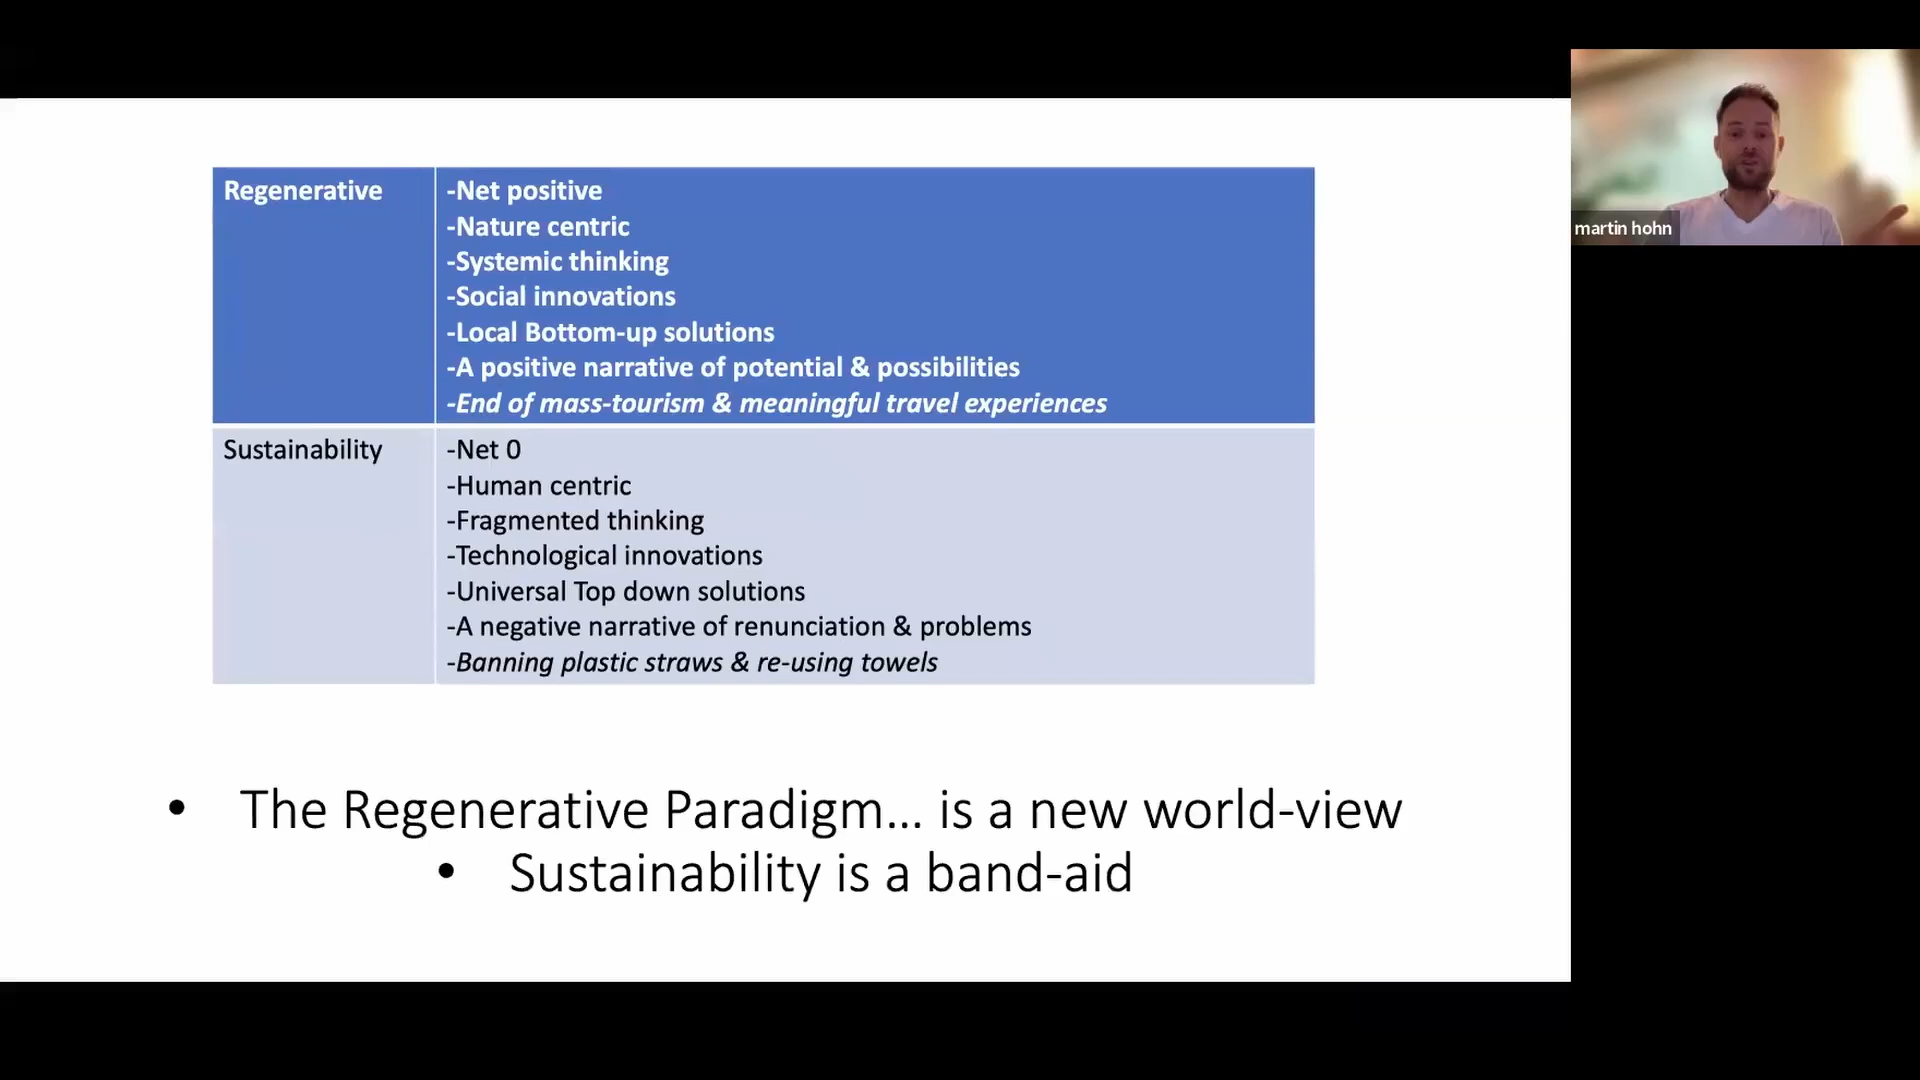 Regenerative
-Net positive
-Nature centric
-Systemic thinking
-Social innovations
-Local Bottom-up solutions
-A positive narrative of potential & possibilities
-End of mass-tourism & meaningful travel experiences
Sustainability
-Net 0
-Human centric
-Fragmented thinking
-Technological innovations
-Universal Top down solutions
-A negative narrative of renunciation & problems
-Banning plastic straws & re-using towels
• The Regenerative Paradigm... is a new world-view
• Sustainability is a band-aid
martin hohn